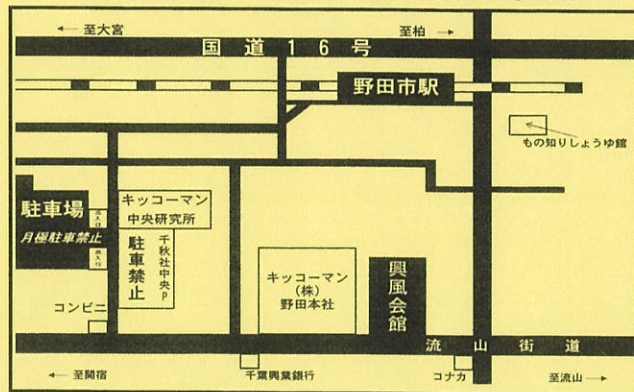 ← 至大宮
至柏 →
国道16号
野田市駅
もの知りしょうゆ館
駐車場
月極駐車禁止
出入口
出入口
キッコーマン
中央研究所
駐車禁止
千秋社中央P
キッコーマン
(株)
野田本社
興風会館
コンビニ
流山街道
← 至関宿
千葉興業銀行
コナカ
至流山 →